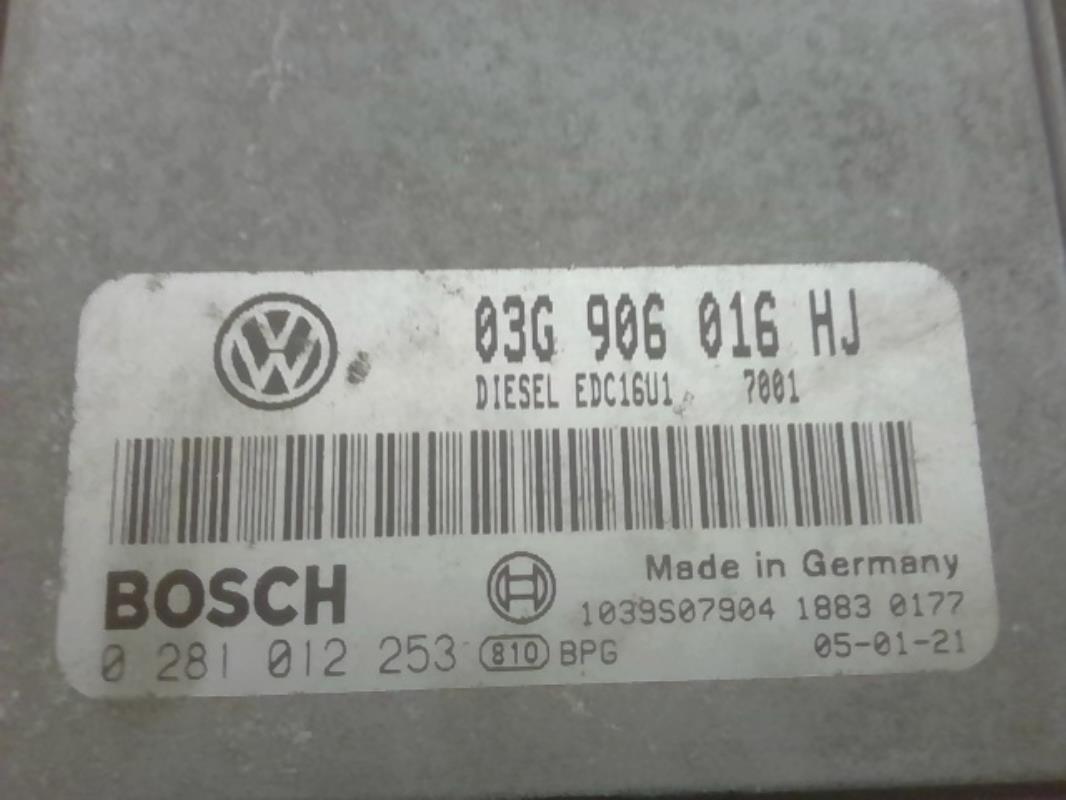 03G 906 016 HJ
DIESEL EDC16U1 7001
BOSCH
Made in Germany
1039S07904 1883 0177
0 281 012 253 810 BPG
05-01-21